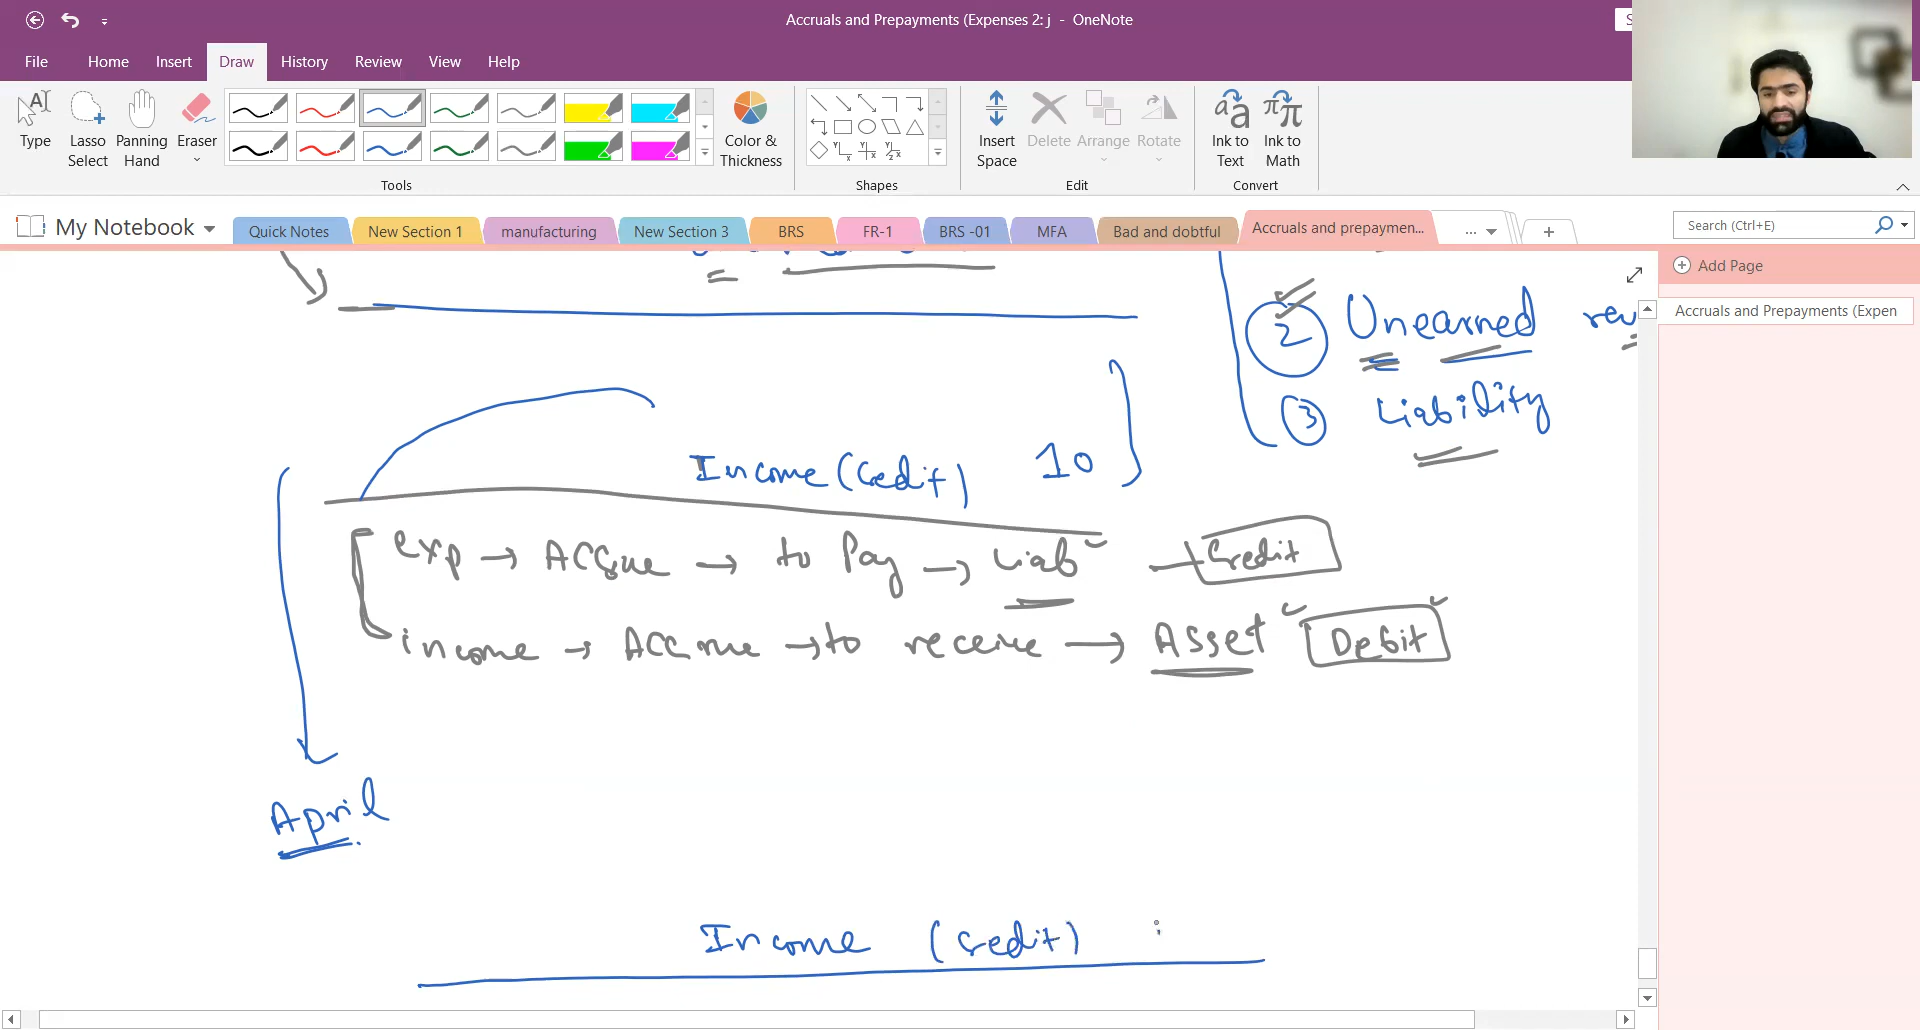 Accruals and Prepayments (Expenses 2: j - OneNote
File Home Insert Draw History Review View Help
Type
Lasso Select
Panning Hand
Eraser
Color & Thickness
Insert Space
Delete
Arrange
Rotate
Ink to Text
Ink to Math
Tools Shapes Edit Convert
My Notebook
Quick Notes New Section 1 manufacturing New Section 3 BRS FR-1 BRS -01 MFA Bad and dobtful Accruals and prepaymen... ...
Search (Ctrl+E)
Add Page
Accruals and Prepayments (Expen
2 Unearned rev
3 Liability
Income (Credit) 10
exp → Accrue → to Pay → Liab Credit
income → Accrue → to receive → Asset Debit
April
Income (Credit)